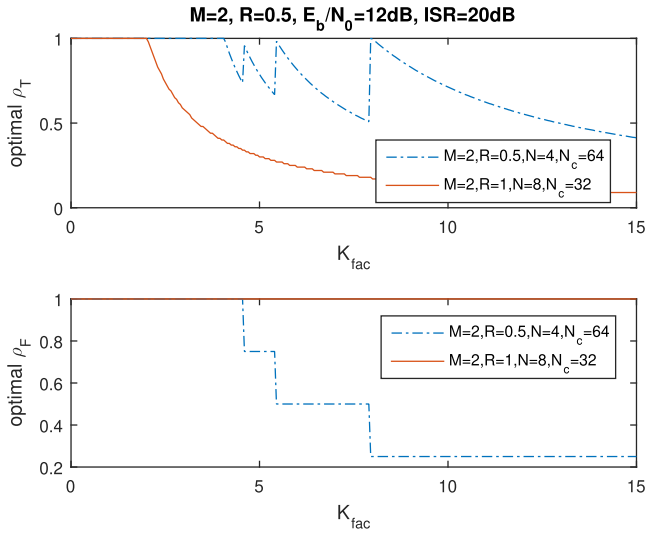 M=2, R=0.5, E_b/N_0=12dB, ISR=20dB
optimal ρ_T
1
0.5
0
M=2,R=0.5,N=4,N_c=64
M=2,R=1,N=8,N_c=32
0 5 10 15
K_fac
optimal ρ_F
1
0.8
0.6
0.4
0.2
M=2,R=0.5,N=4,N_c=64
M=2,R=1,N=8,N_c=32
0 5 10 15
K_fac